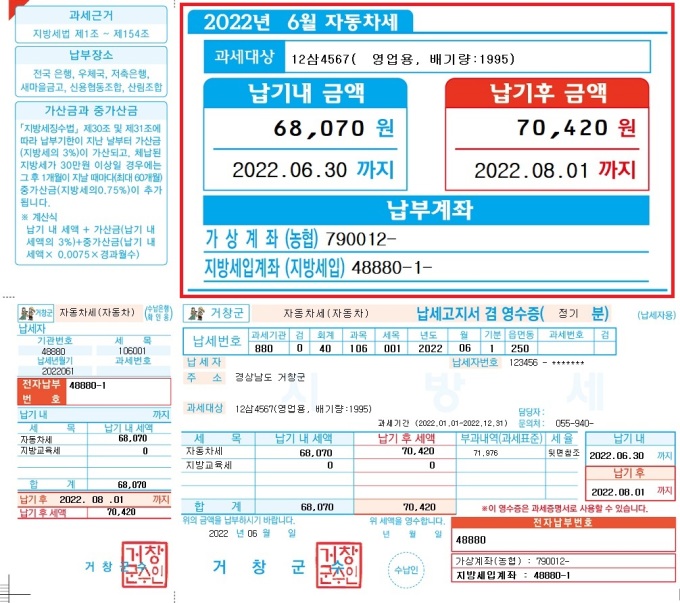 과세근거
지방세법 제1조 ~ 제154조
납부장소
전국 은행, 우체국, 저축은행,
새마을금고, 신용협동조합, 산림조합
가산금과 중가산금
「지방세징수법」 제30조 및 제31조에
따라 납부기한이 지난 날부터 가산금
(지방세의 3%)이 가산되고, 체납된
지방세가 30만원 이상일 경우에는
그 후 1개월이 지날 때마다(최대 60개월)
중가산금(지방세의0.75%)이 추가
됩니다.
※ 계산식
납기 내 세액 + 가산금(납기 내
세액의 3%)+중가산금(납기 내
세액× 0.0075×경과월수)
2022년 6월 자동차세
과세대상 12삼4567( 영업용, 배기량:1995)
납기내 금액
68,070 원
2022.06.30 까지
납기후 금액
70,420 원
2022.08.01 까지
납부계좌
가 상 계 좌 (농협) 790012-
지방세입계좌 (지방세입) 48880-1-
거창군 자동차세(자동차) (수납은행)
확 인 용
납세자
기관번호 세 목
48880 106001
납세년월기 과세번호
2022061
전자납부 48880-1
번 호
납기 내 까지
세 목 납기 내 세액
자동차세 68,070
지방교육세 0
합 계 68,070
납기 후 2022. 08 .01 까지
납기 후 세액 70,420
거 창 군 수
거창
군수인
거창군 자동차세(자동차) 납세고지서 겸 영수증( 정기 분) (납세자용)
납세번호
과세기관 검 회계 과목 세목 년도 월 기분 읍면동 과세번호 검
880 0 40 106 001 2022 06 1 250
납 세 자 납세자번호 123456 - *******
주 소 경상남도 거창군
지 방 세
과세대상 12삼4567(영업용, 배기량:1995)
담당자 :
과세기간 (2022.01.01~2022.12.31) 문의처: 055-940-
세 목 납기 내 세액 납기 후 세액 부과내역(과세표준) 세 율
자동차세 68,070 70,420 71,976 뒷면참조
지방교육세 0 0
합 계 68,070 70,420
납기 내
2022.06.30 까지
납기 후
2022.08.01 까지
※이 영수증은 과세증명서로 사용할 수 있습니다.
위의 금액을 납부하시기 바랍니다.
2022 년 06 월 일
위 세액을 영수합니다.
년 월 일
거 창 군 수
거창
군수인
수납인
전자납부번호
48880
가상계좌(농협) : 790012-
지방세입계좌 : 48880-1